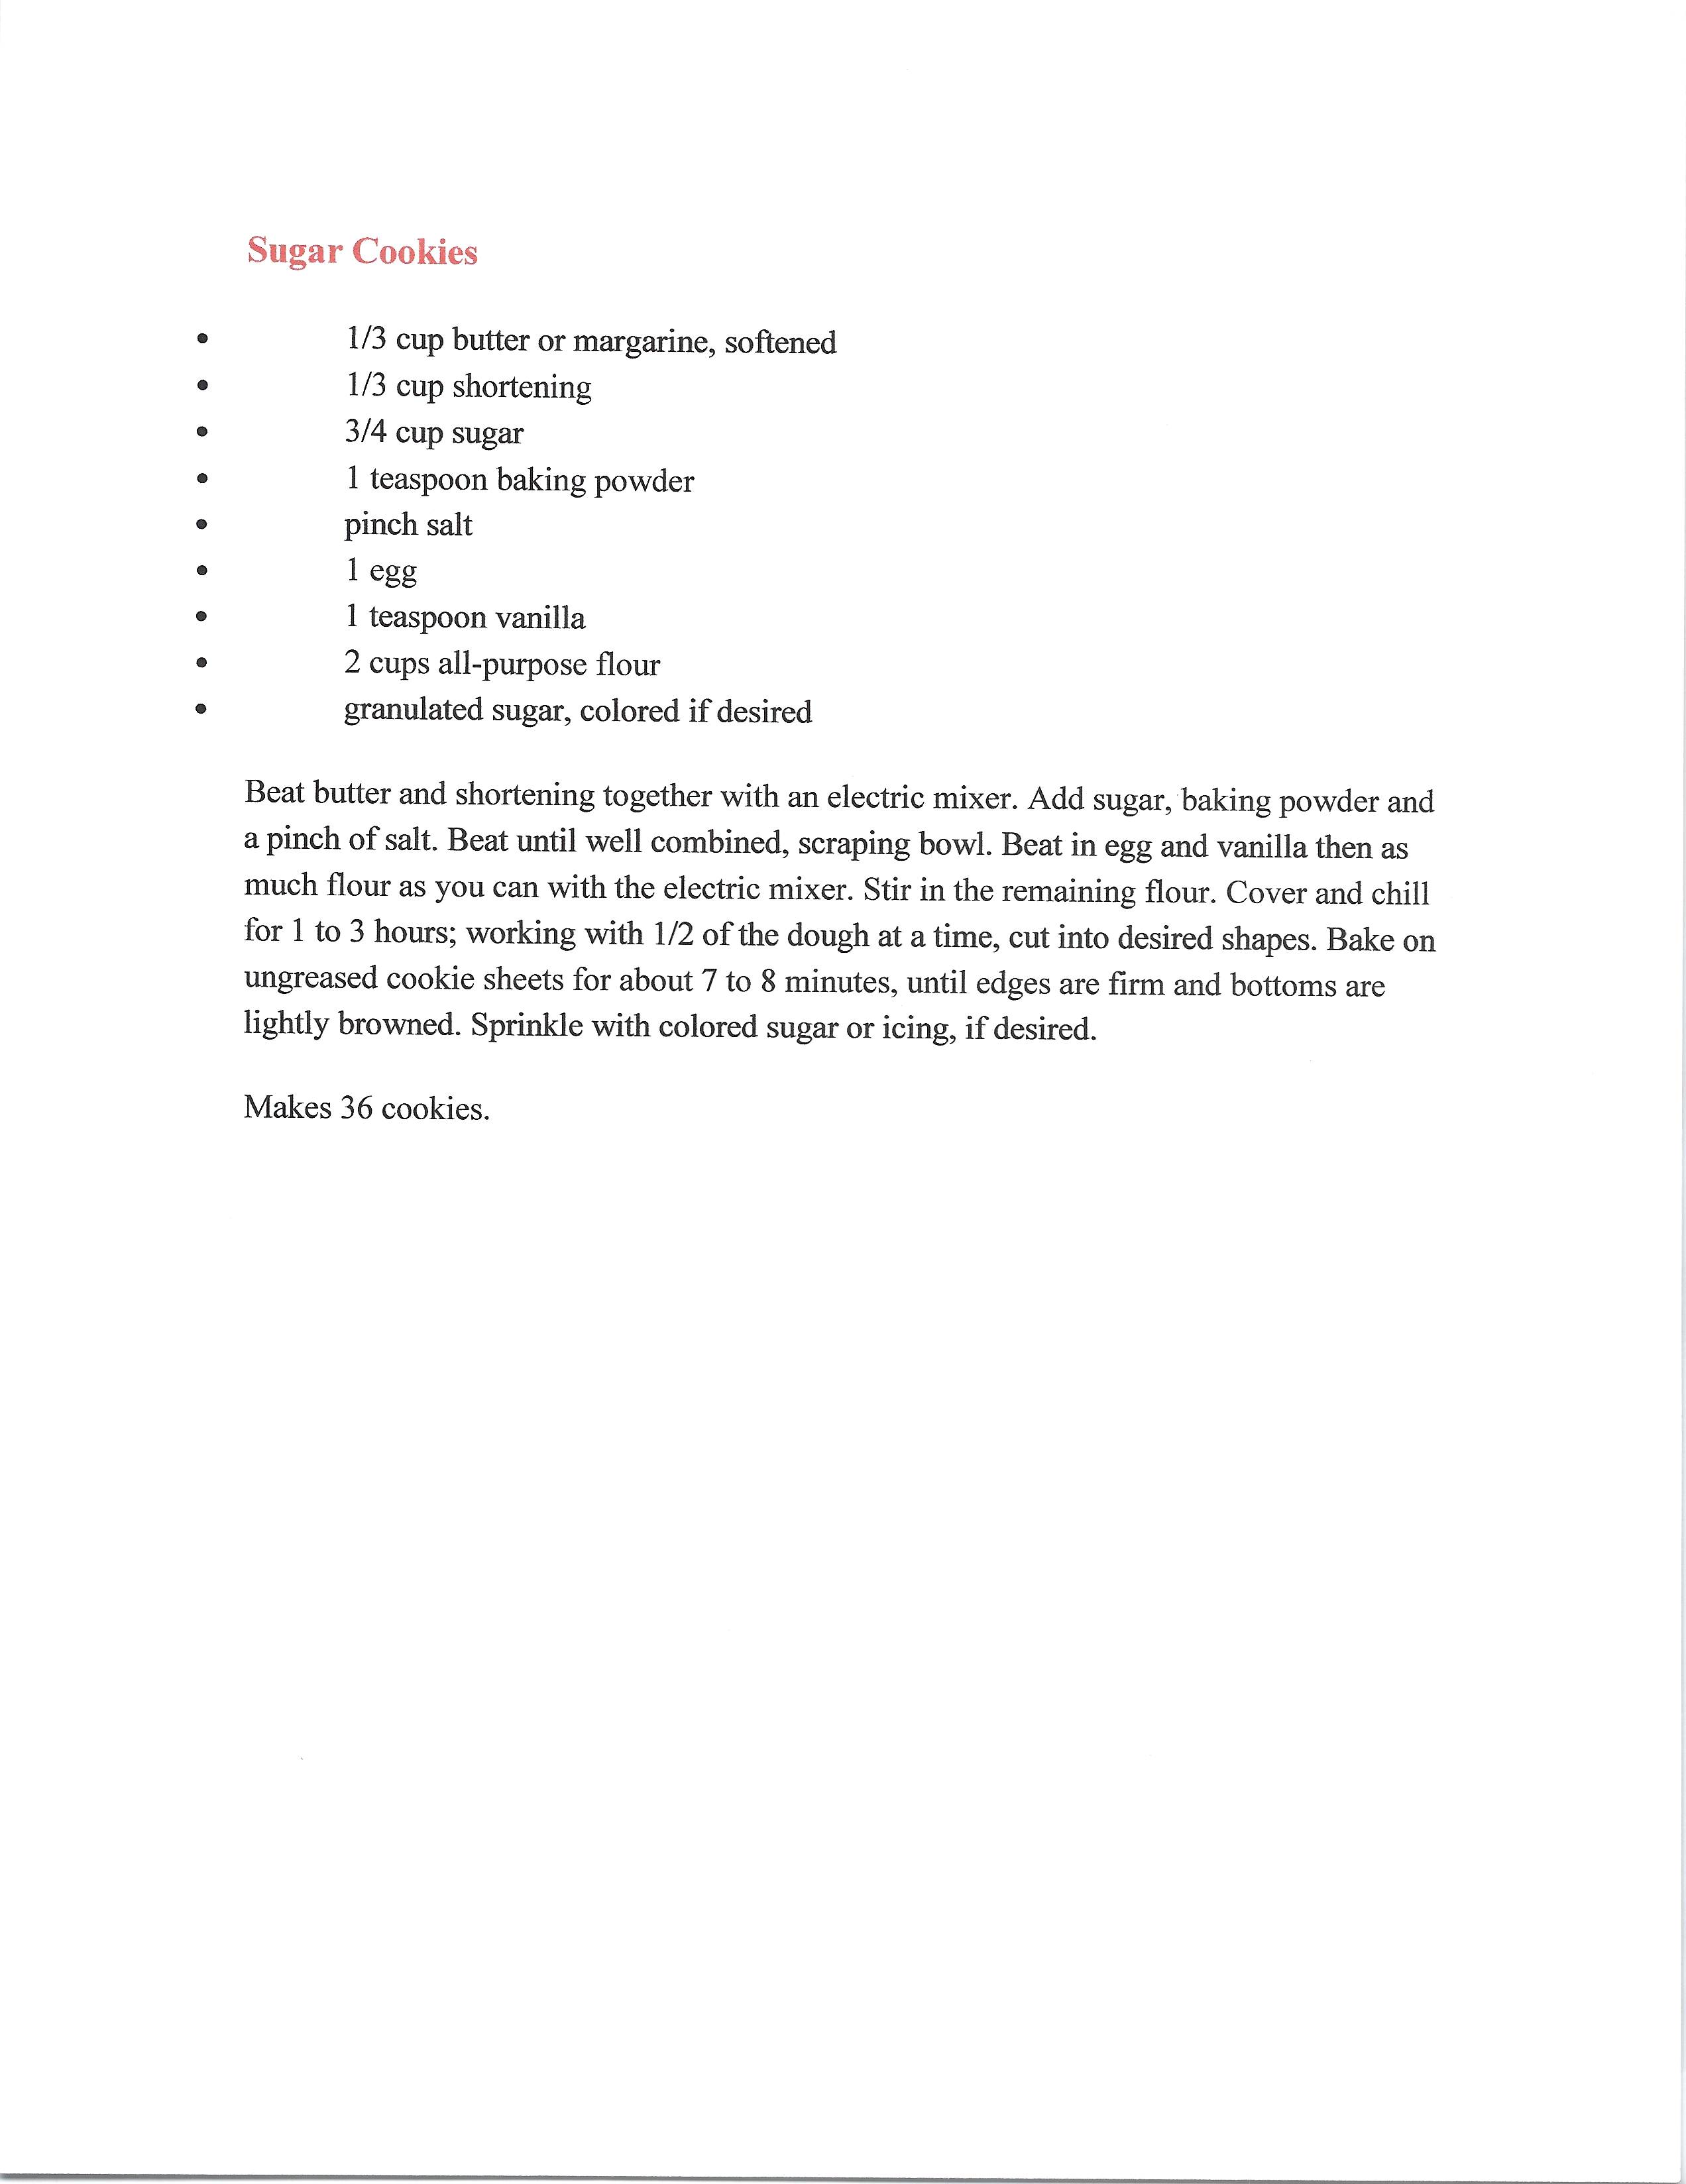 Sugar Cookies
• 1/3 cup butter or margarine, softened
• 1/3 cup shortening
• 3/4 cup sugar
• 1 teaspoon baking powder
• pinch salt
• 1 egg
• 1 teaspoon vanilla
• 2 cups all-purpose flour
• granulated sugar, colored if desired
Beat butter and shortening together with an electric mixer. Add sugar, baking powder and
a pinch of salt. Beat until well combined, scraping bowl. Beat in egg and vanilla then as
much flour as you can with the electric mixer. Stir in the remaining flour. Cover and chill
for 1 to 3 hours; working with 1/2 of the dough at a time, cut into desired shapes. Bake on
ungreased cookie sheets for about 7 to 8 minutes, until edges are firm and bottoms are
lightly browned. Sprinkle with colored sugar or icing, if desired.
Makes 36 cookies.